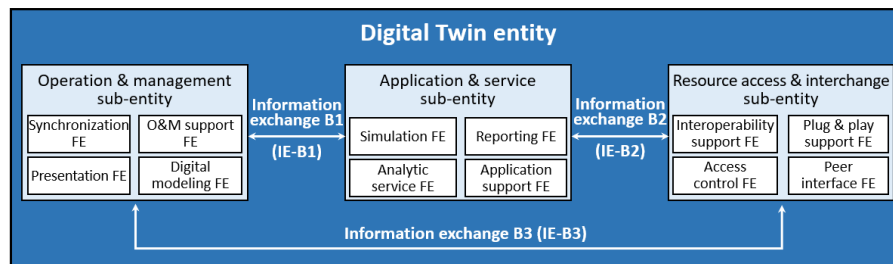 Digital Twin entity
Operation & management
sub-entity
Synchronization
FE
O&M support
FE
Presentation FE
Digital
modeling FE
Information
exchange B1
(IE-B1)
Application & service
sub-entity
Simulation FE
Reporting FE
Analytic
service FE
Application
support FE
Information
exchange B2
(IE-B2)
Resource access & interchange
sub-entity
Interoperability
support FE
Plug & play
support FE
Access
control FE
Peer
interface FE
Information exchange B3 (IE-B3)